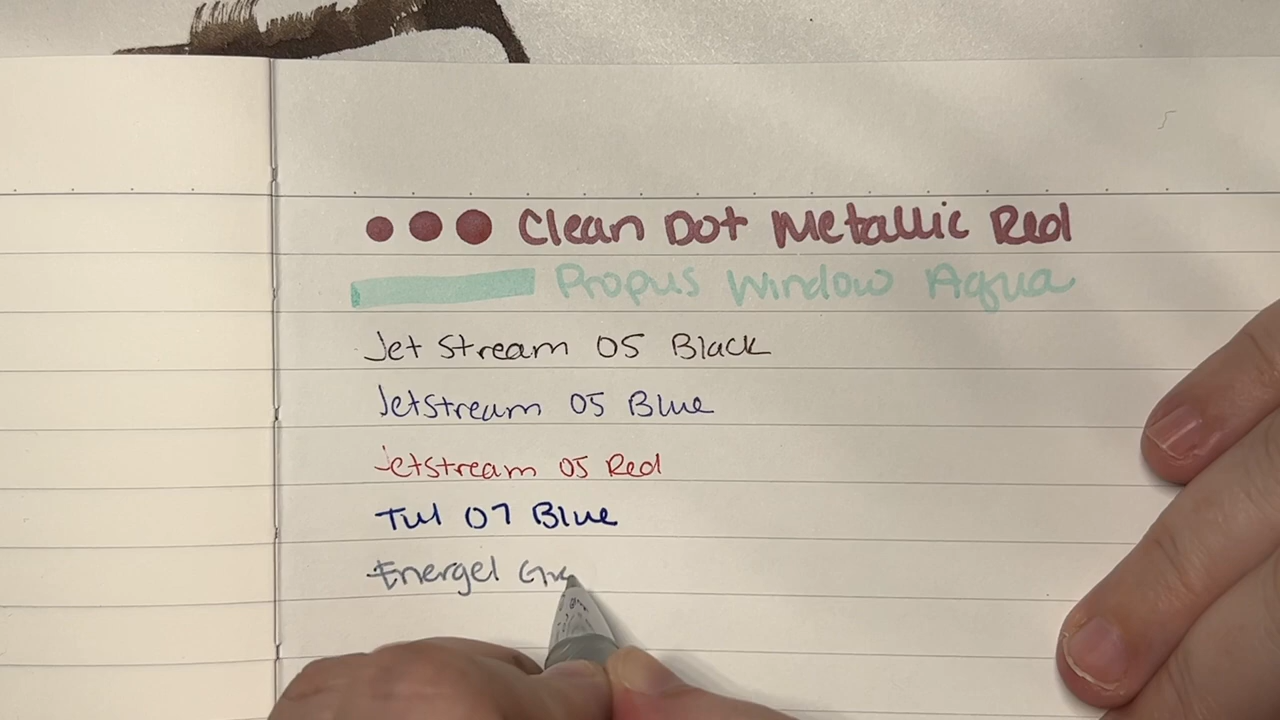 Clean Dot Metallic Red
Propus Window Aqua
Jet Stream 05 Black
Jetstream 05 Blue
Jetstream 05 Red
Tul 07 Blue
Energel